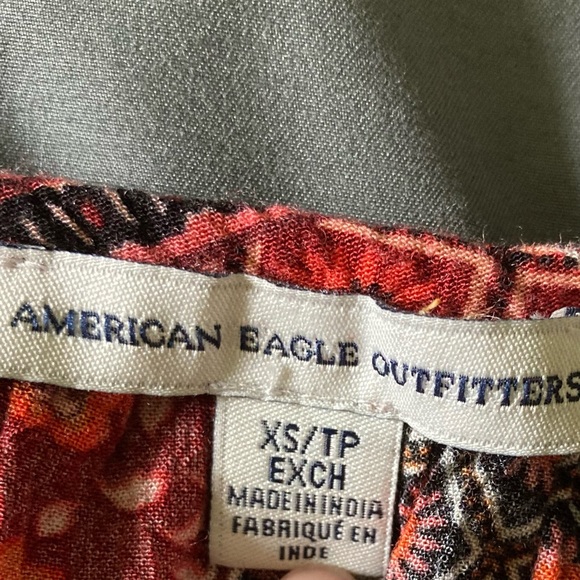 AMERICAN EAGLE OUTFITTERS
XS/TP
EXCH
MADE IN INDIA
FABRIQUÉ EN
INDE